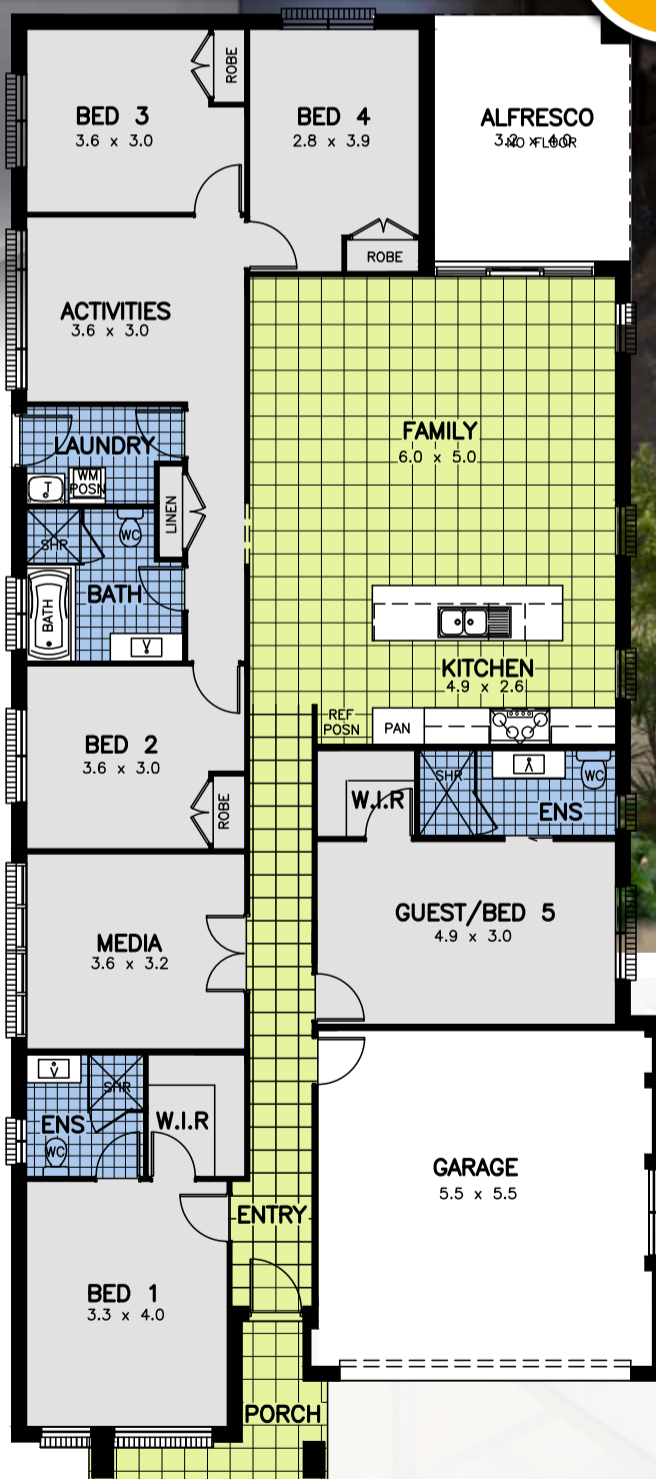 BED 3
3.6 x 3.0
ROBE
BED 4
2.8 x 3.9
ROBE
ALFRESCO
3.2 x 4.0
NO FLOOR
ACTIVITIES
3.6 x 3.0
FAMILY
6.0 x 5.0
LAUNDRY
T
WM
POSN
LINEN
SHR
WC
BATH
BATH
V
KITCHEN
4.9 x 2.6
REF
POSN
PAN
BED 2
3.6 x 3.0
ROBE
W.I.R
SHR
V
WC
ENS
GUEST/BED 5
4.9 x 3.0
MEDIA
3.6 x 3.2
V
SHR
ENS
WC
W.I.R
GARAGE
5.5 x 5.5
ENTRY
BED 1
3.3 x 4.0
PORCH